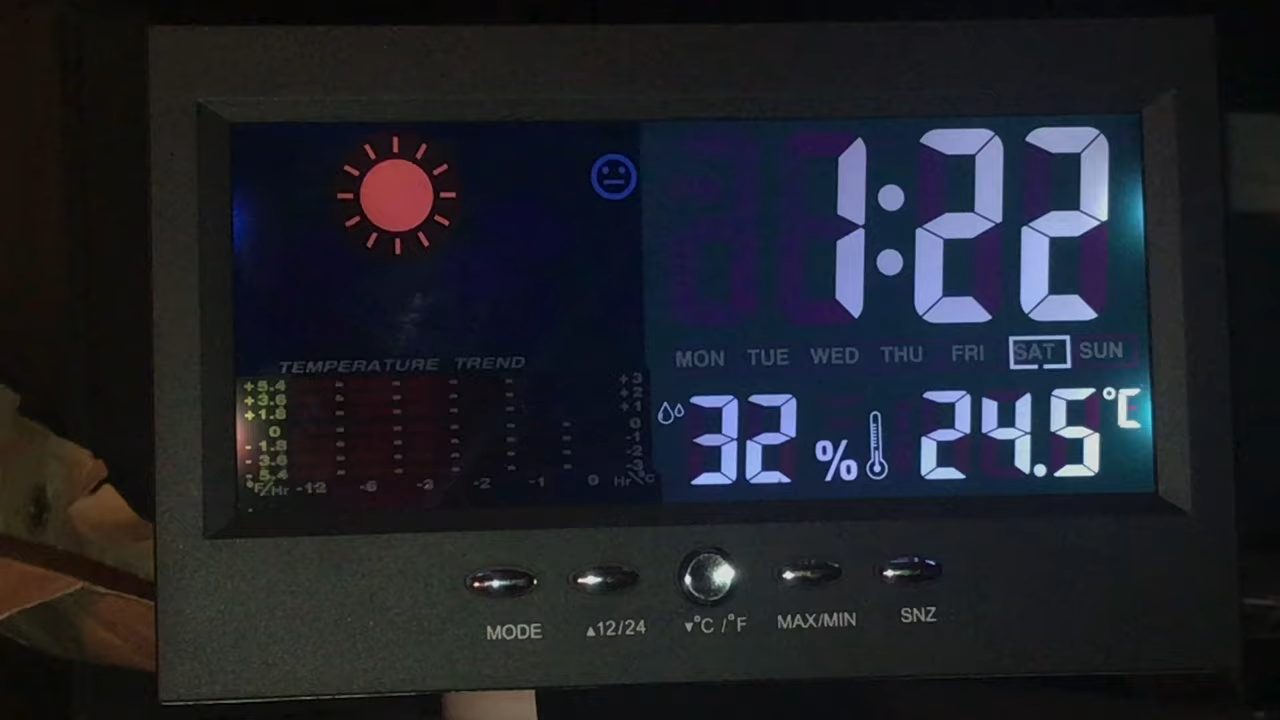 1:22
MON TUE WED THU FRI SAT SUN
32 % 24.5 °C
TEMPERATURE TREND
+5.4 +3
+3.6 +2
+1.8 +1
0 0
-1.8 -1
-3.6 -2
-5.4 -3
°F/Hr -12 -6 -3 -2 -1 0 Hr/°C
MODE ▲12/24 ▼°C /°F MAX/MIN SNZ